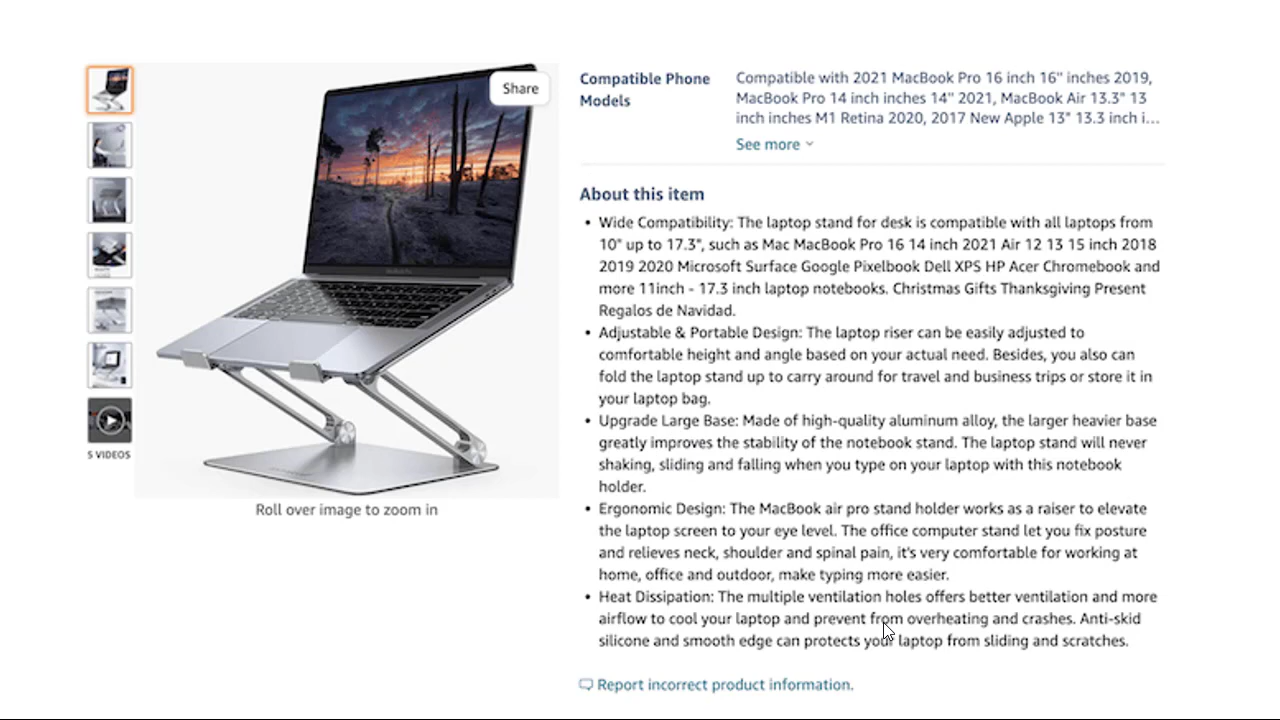 Share
5 VIDEOS
Roll over image to zoom in
Compatible Phone
Models
Compatible with 2021 MacBook Pro 16 inch 16" inches 2019,
MacBook Pro 14 inch inches 14" 2021, MacBook Air 13.3" 13
inch inches M1 Retina 2020, 2017 New Apple 13" 13.3 inch i...
See more
About this item
• Wide Compatibility: The laptop stand for desk is compatible with all laptops from
10" up to 17.3", such as Mac MacBook Pro 16 14 inch 2021 Air 12 13 15 inch 2018
2019 2020 Microsoft Surface Google Pixelbook Dell XPS HP Acer Chromebook and
more 11inch - 17.3 inch laptop notebooks. Christmas Gifts Thanksgiving Present
Regalos de Navidad.
• Adjustable & Portable Design: The laptop riser can be easily adjusted to
comfortable height and angle based on your actual need. Besides, you also can
fold the laptop stand up to carry around for travel and business trips or store it in
your laptop bag.
• Upgrade Large Base: Made of high-quality aluminum alloy, the larger heavier base
greatly improves the stability of the notebook stand. The laptop stand will never
shaking, sliding and falling when you type on your laptop with this notebook
holder.
• Ergonomic Design: The MacBook air pro stand holder works as a raiser to elevate
the laptop screen to your eye level. The office computer stand let you fix posture
and relieves neck, shoulder and spinal pain, it's very comfortable for working at
home, office and outdoor, make typing more easier.
• Heat Dissipation: The multiple ventilation holes offers better ventilation and more
airflow to cool your laptop and prevent from overheating and crashes. Anti-skid
silicone and smooth edge can protects your laptop from sliding and scratches.
Report incorrect product information.